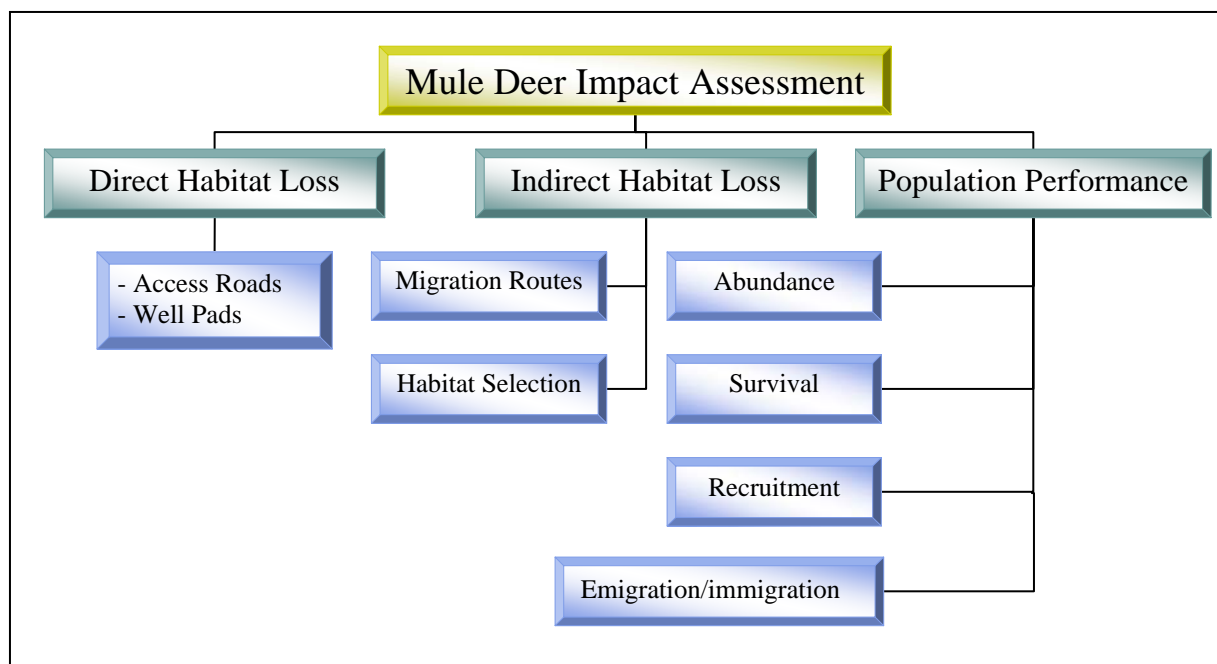 Mule Deer Impact Assessment
Direct Habitat Loss
Indirect Habitat Loss
Population Performance
- Access Roads
- Well Pads
Migration Routes
Habitat Selection
Abundance
Survival
Recruitment
Emigration/immigration